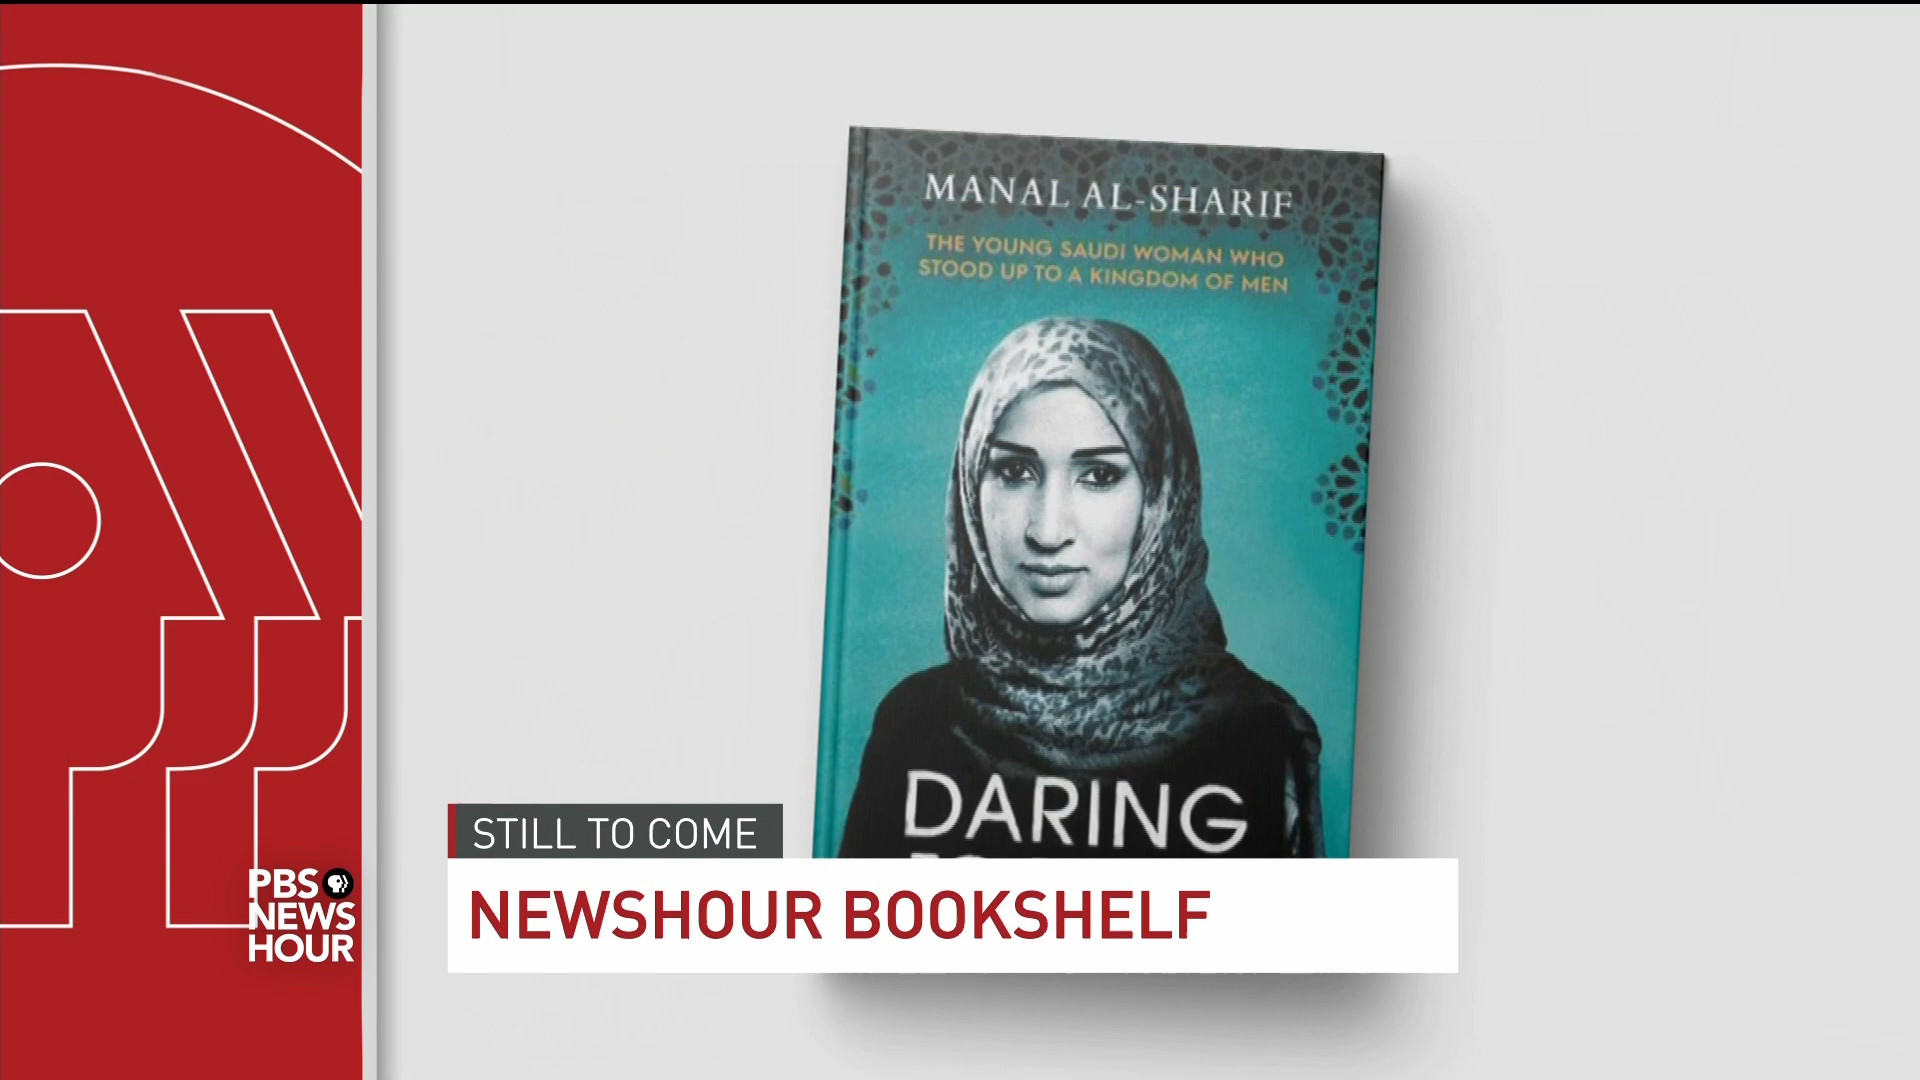 MANAL AL-SHARIF
THE YOUNG SAUDI WOMAN WHO
STOOD UP TO A KINGDOM OF MEN
DARING
STILL TO COME
NEWSHOUR BOOKSHELF
PBS
NEWS
HOUR